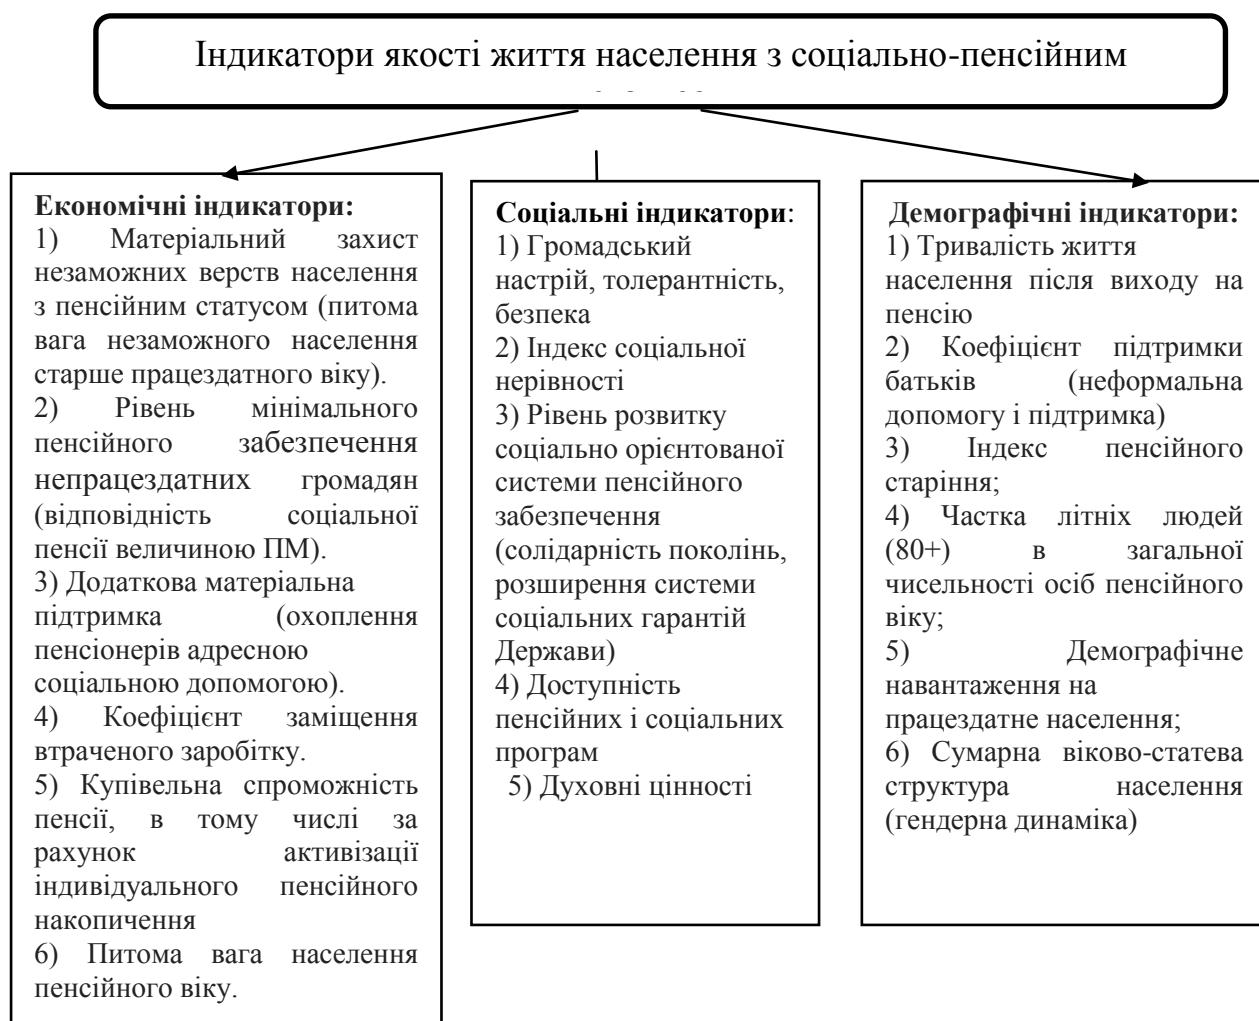 Індикатори якості життя населення з соціально-пенсійним
Економічні індикатори:
1) Матеріальний захист
незаможних верств населення
з пенсійним статусом (питома
вага незаможного населення
старше працездатного віку).
2) Рівень мінімального
пенсійного забезпечення
непрацездатних громадян
(відповідність соціальної
пенсії величиною ПМ).
3) Додаткова матеріальна
підтримка (охоплення
пенсіонерів адресною
соціальною допомогою).
4) Коефіцієнт заміщення
втраченого заробітку.
5) Купівельна спроможність
пенсії, в тому числі за
рахунок активізації
індивідуального пенсійного
накопичення
6) Питома вага населення
пенсійного віку.
Соціальні індикатори:
1) Громадський
настрій, толерантність,
безпека
2) Індекс соціальної
нерівності
3) Рівень розвитку
соціально орієнтованої
системи пенсійного
забезпечення
(солідарність поколінь,
розширення системи
соціальних гарантій
Держави)
4) Доступність
пенсійних і соціальних
програм
5) Духовні цінності
Демографічні індикатори:
1) Тривалість життя
населення після виходу на
пенсію
2) Коефіцієнт підтримки
батьків (неформальна
допомогу і підтримка)
3) Індекс пенсійного
старіння;
4) Частка літніх людей
(80+) в загальної
чисельності осіб пенсійного
віку;
5) Демографічне
навантаження на
працездатне населення;
6) Сумарна віково-статева
структура населення
(гендерна динаміка)